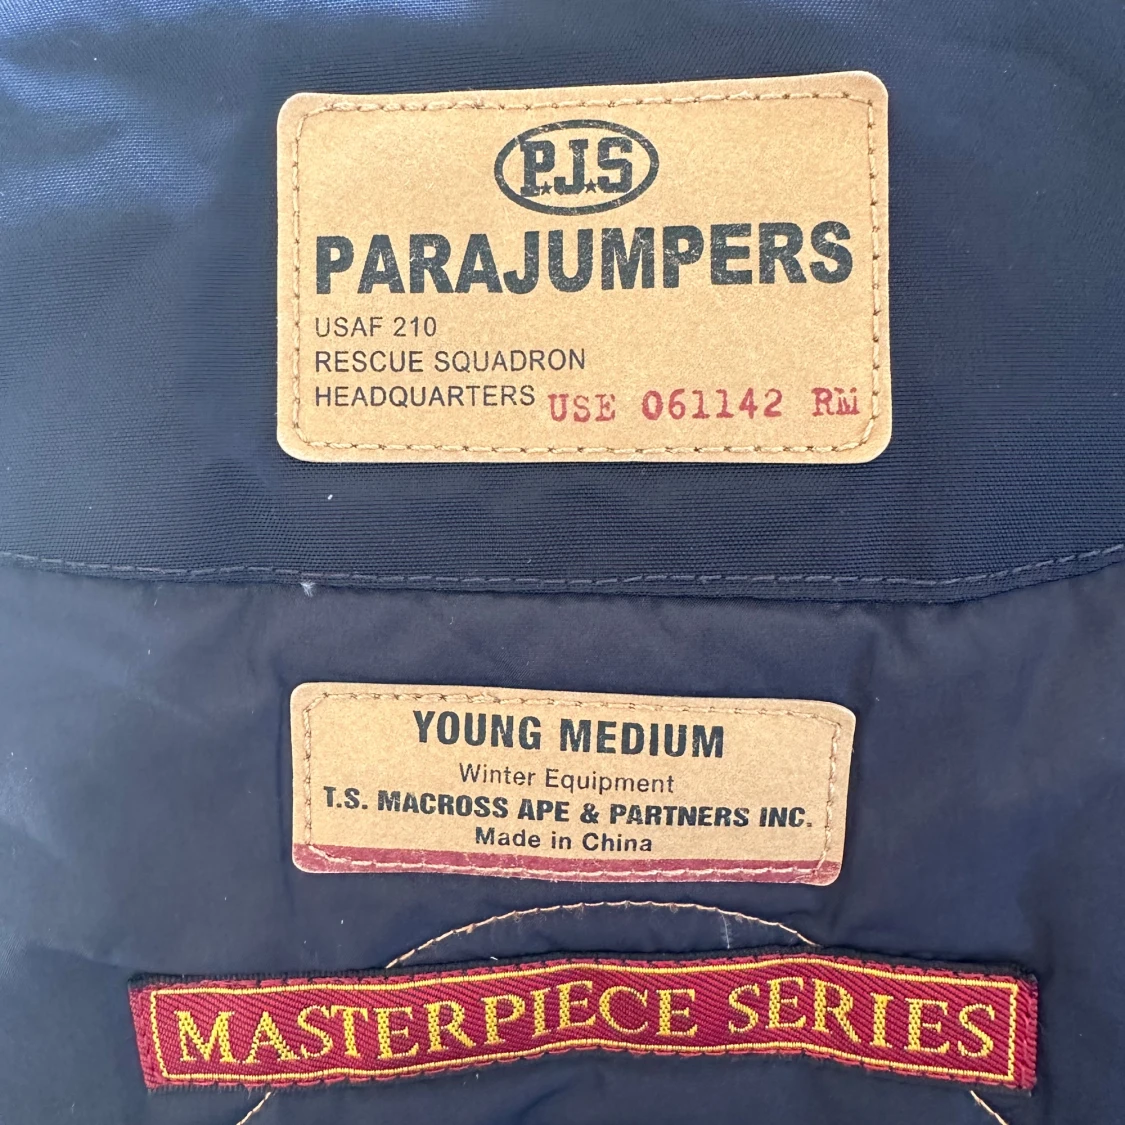 P.J.S
PARAJUMPERS
USAF 210
RESCUE SQUADRON
HEADQUARTERS USE 061142 RM
YOUNG MEDIUM
Winter Equipment
T.S. MACROSS APE & PARTNERS INC.
Made in China
MASTERPIECE SERIES